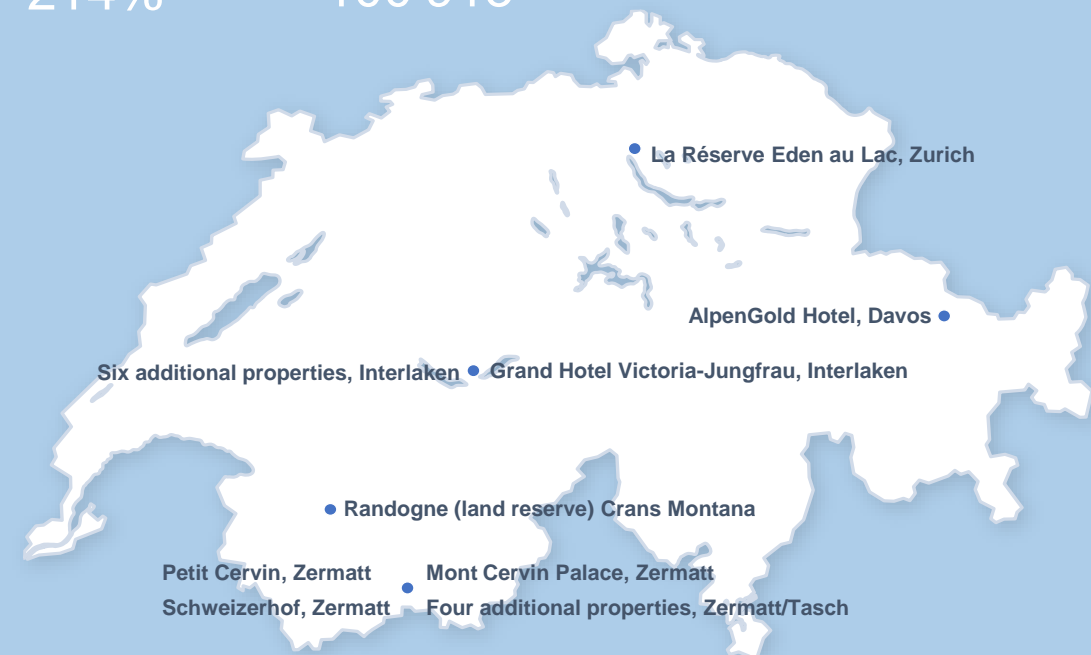 La Réserve Eden au Lac, Zurich
AlpenGold Hotel, Davos
Six additional properties, Interlaken
Grand Hotel Victoria-Jungfrau, Interlaken
Randogne (land reserve) Crans Montana
Petit Cervin, Zermatt
Mont Cervin Palace, Zermatt
Schweizerhof, Zermatt
Four additional properties, Zermatt/Tasch